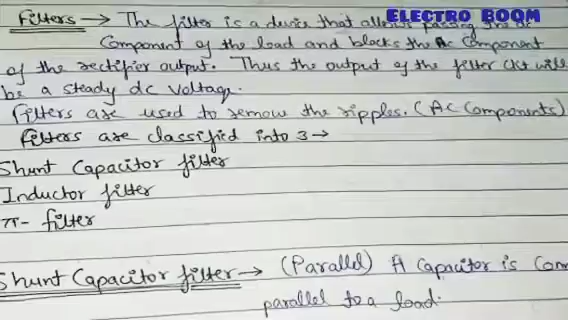 ELECTRO BOOM
Filters → The filter is a device that allows passing the dc
Component of the load and blocks the Ac Component
of the rectifier output. Thus the output of the filter ckt will
be a steady dc voltage.
Filters are used to remove the ripples. (AC Components)
Filters are classified into 3 →
Shunt Capacitor filter
Inductor filter
π- filter
Shunt Capacitor filter → (Parallel) A Capacitor is Con
parallel to a load.